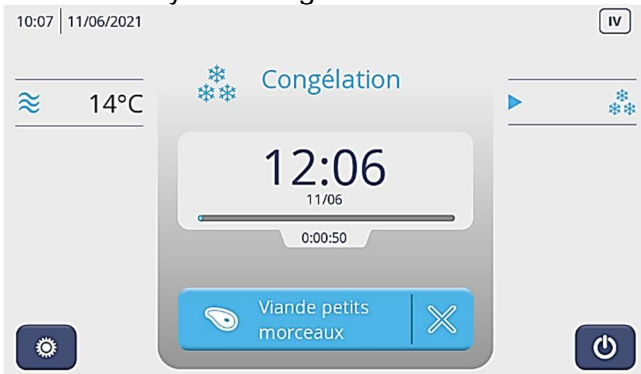 10:07 11/06/2021
IV
Congélation
14°C
12:06
11/06
0:00:50
Viande petits
morceaux